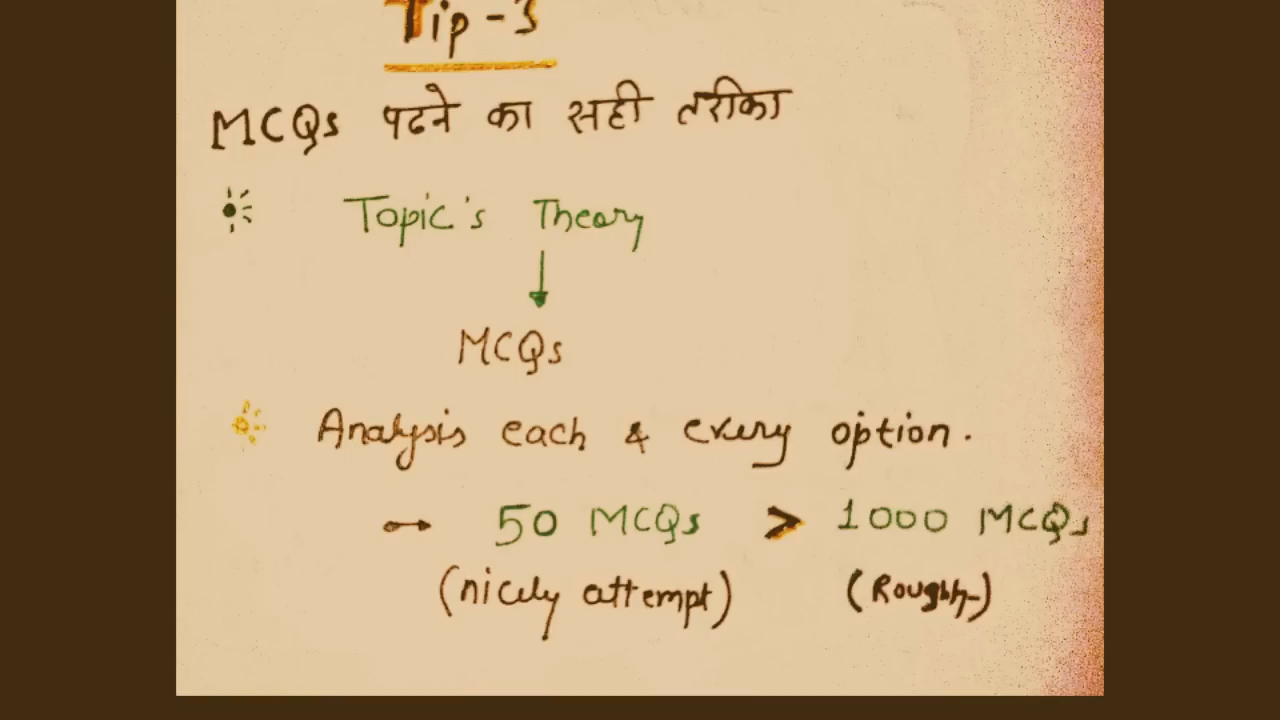 Tip - 3
MCQs पढने का सही तरीका
Topic's Theory
MCQs
Analysis each & every option.
→ 50 MCQs > 1000 MCQs
(nicely attempt) (Roughly)